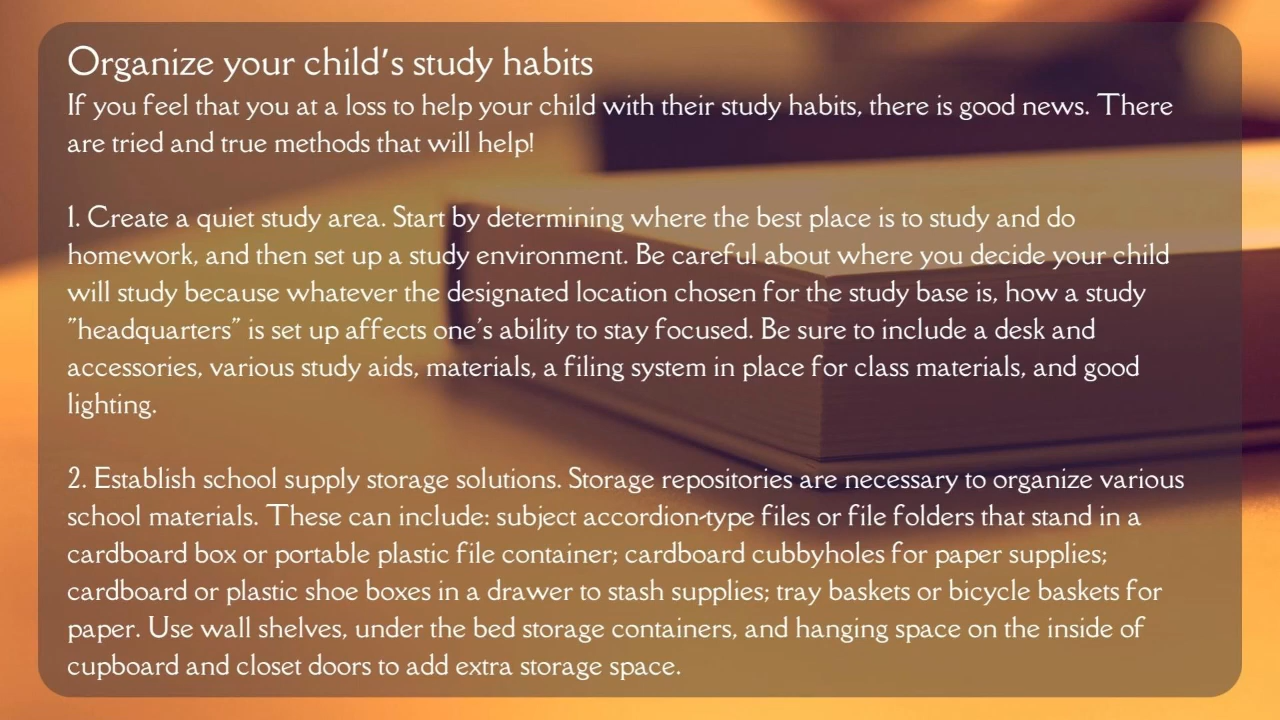 Organize your child's study habits
If you feel that you at a loss to help your child with their study habits, there is good news. There
are tried and true methods that will help!
1. Create a quiet study area. Start by determining where the best place is to study and do
homework, and then set up a study environment. Be careful about where you decide your child
will study because whatever the designated location chosen for the study base is, how a study
"headquarters" is set up affects one's ability to stay focused. Be sure to include a desk and
accessories, various study aids, materials, a filing system in place for class materials, and good
lighting.
2. Establish school supply storage solutions. Storage repositories are necessary to organize various
school materials. These can include: subject accordion-type files or file folders that stand in a
cardboard box or portable plastic file container; cardboard cubbyholes for paper supplies;
cardboard or plastic shoe boxes in a drawer to stash supplies; tray baskets or bicycle baskets for
paper. Use wall shelves, under the bed storage containers, and hanging space on the inside of
cupboard and closet doors to add extra storage space.